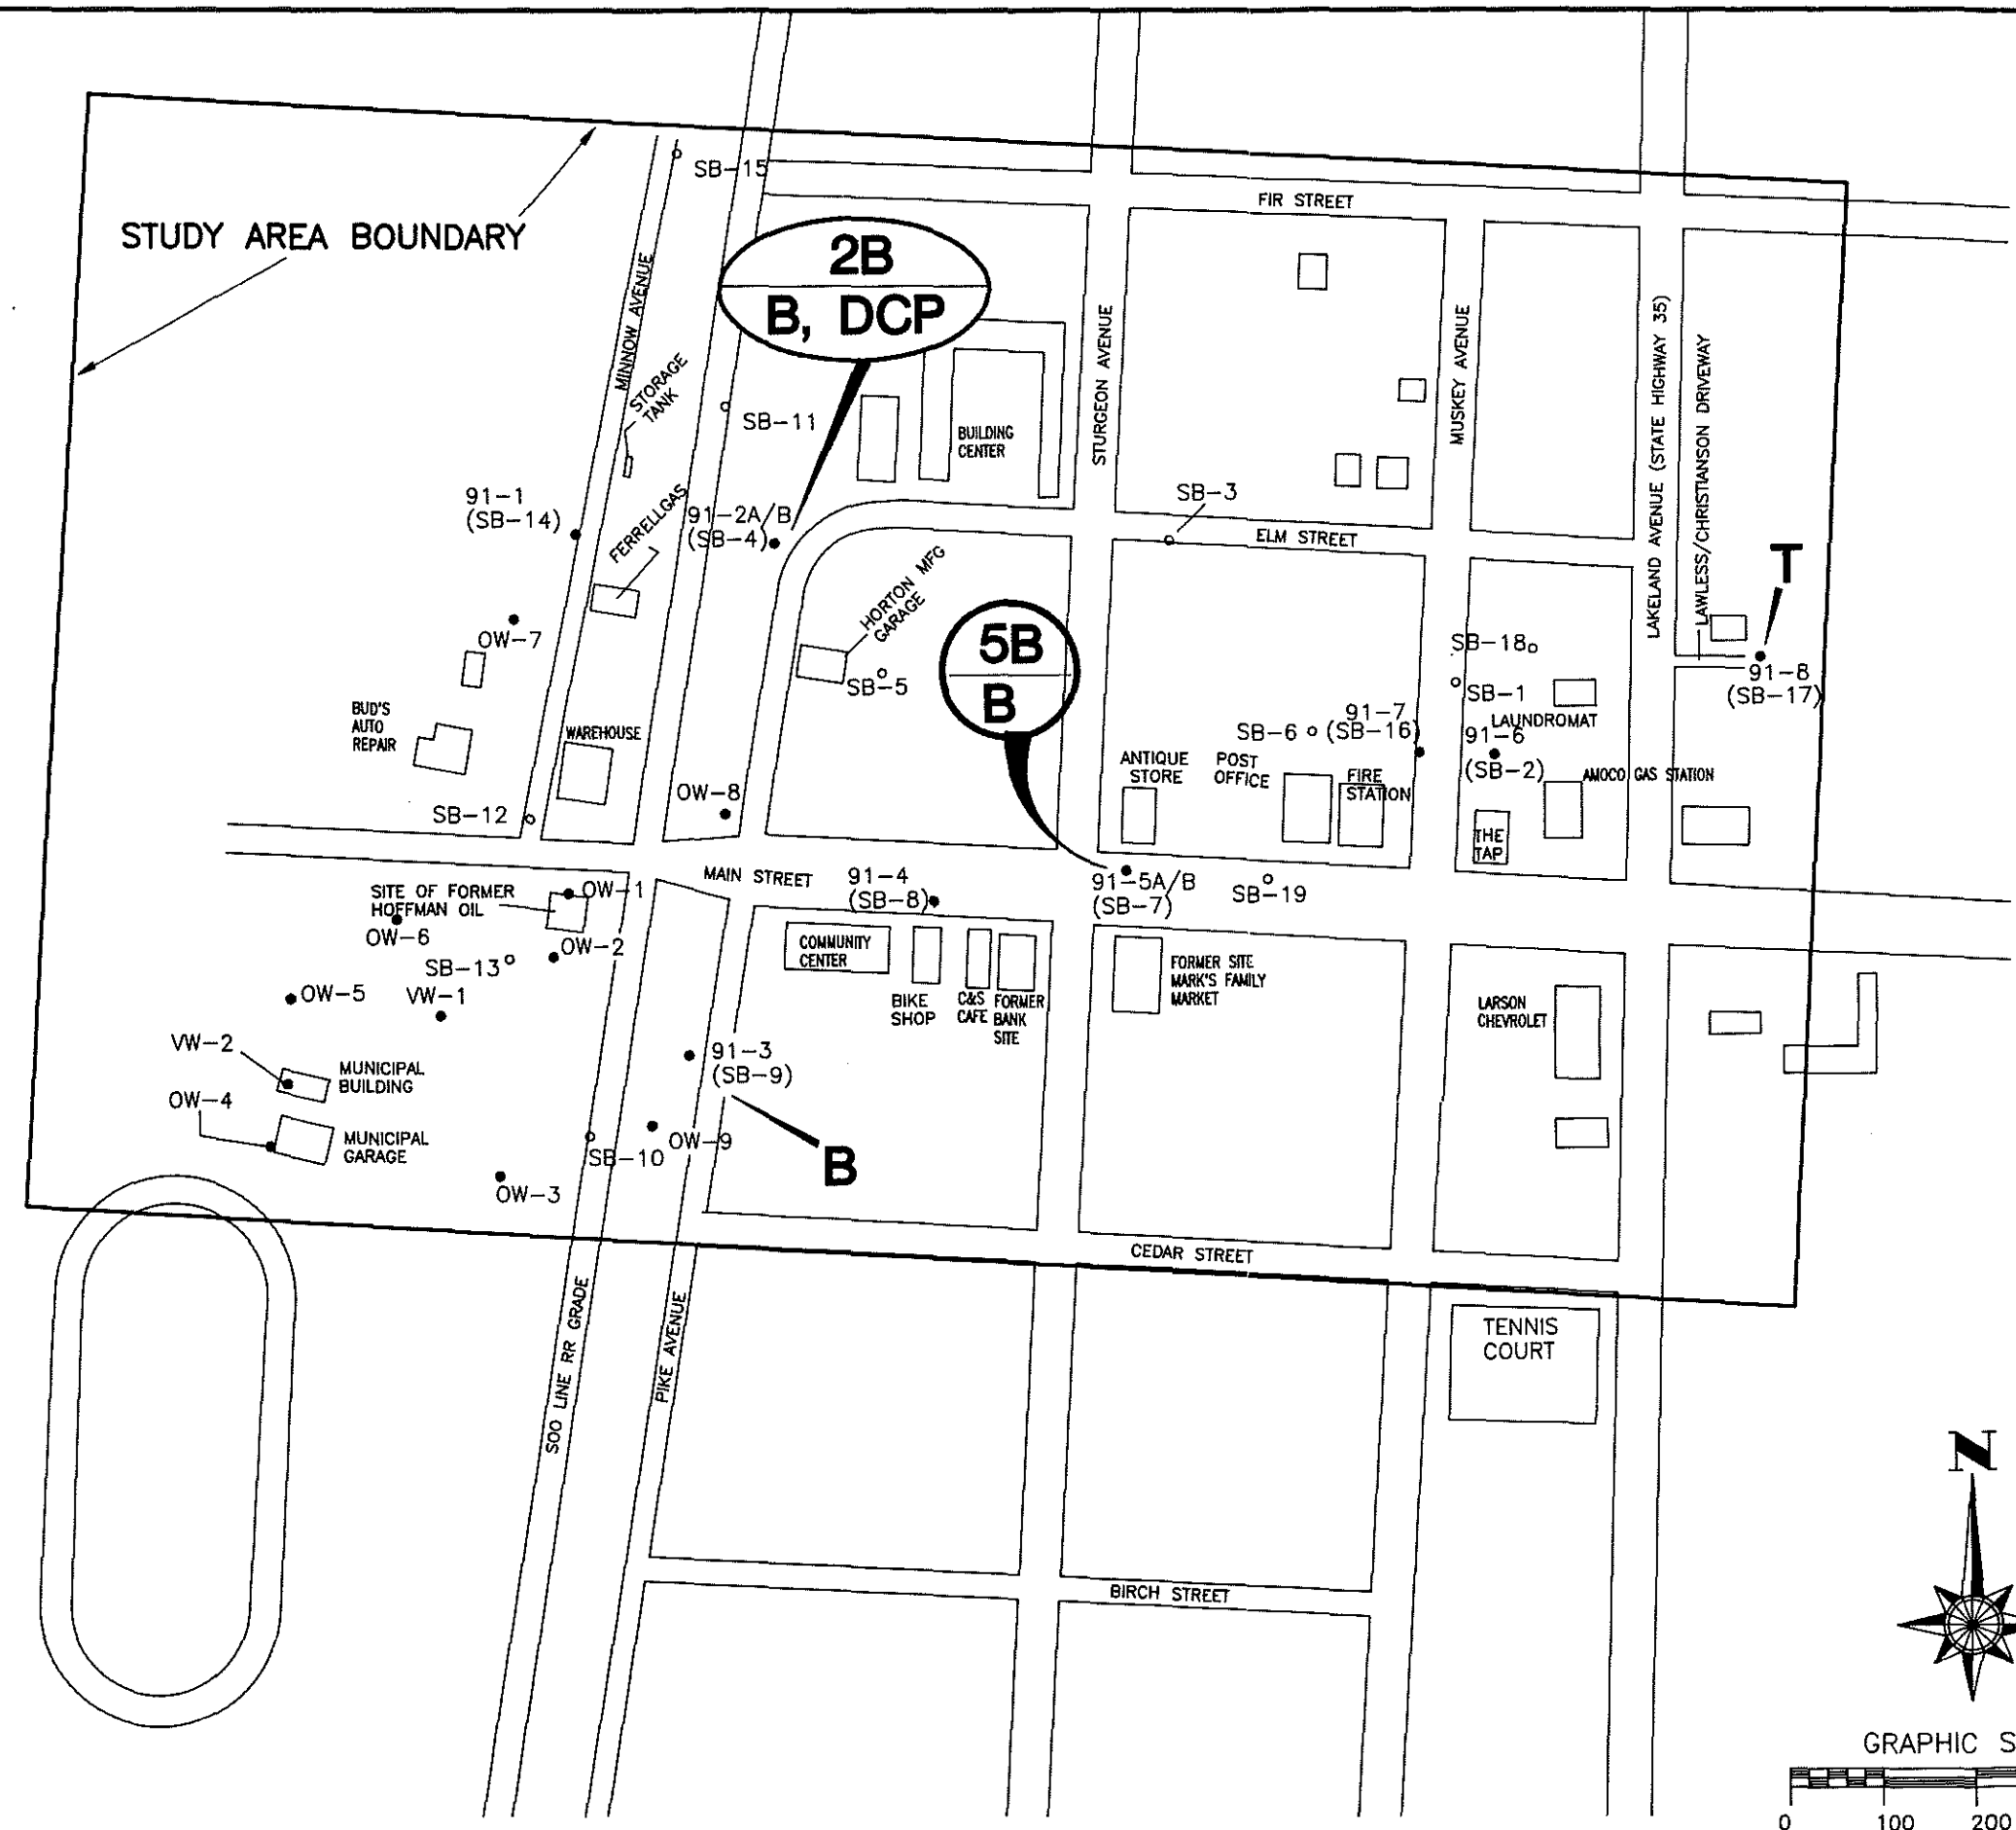 SB-15
FIR STREET
STUDY AREA BOUNDARY
2B
B, DCP
MINNOW AVENUE
STORAGE
TANK
SB-11
BUILDING
CENTER
STURGEON AVENUE
MUSKEY AVENUE
LAKELAND AVENUE (STATE HIGHWAY 35)
LAWLESS/CHRISTIANSON DRIVEWAY
91-1
(SB-14)
FERRELLGAS
91-2A/B
(SB-4)
SB-3
ELM STREET
HORTON MFG
GARAGE
T
OW-7
5B
B
SB-5
SB-18
SB-1
91-8
(SB-17)
BUD'S
AUTO
REPAIR
WAREHOUSE
SB-6
91-7
(SB-16)
LAUNDROMAT
91-6
(SB-2)
ANTIQUE
STORE
POST
OFFICE
FIRE
STATION
AMOCO GAS STATION
OW-8
SB-12
THE
TAP
MAIN STREET
91-4
(SB-8)
91-5A/B
(SB-7)
SB-19
SITE OF FORMER
HOFFMAN OIL
OW-1
OW-6
OW-2
SB-13
COMMUNITY
CENTER
FORMER SITE
MARK'S FAMILY
MARKET
OW-5
VW-1
BIKE
SHOP
C&S
CAFE
FORMER
BANK
SITE
LARSON
CHEVROLET
VW-2
MUNICIPAL
BUILDING
91-3
(SB-9)
OW-4
MUNICIPAL
GARAGE
OW-9
SB-10
B
OW-3
CEDAR STREET
SOO LINE RR GRADE
PIKE AVENUE
TENNIS
COURT
N
BIRCH STREET
GRAPHIC S
0 100 200